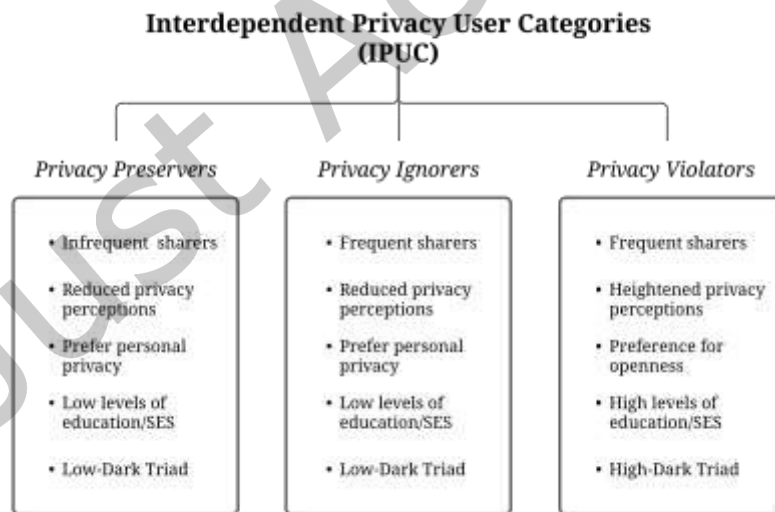 Interdependent Privacy User Categories
(IPUC)
Privacy Preservers
• Infrequent sharers
• Reduced privacy
perceptions
• Prefer personal
privacy
• Low levels of
education/SES
• Low-Dark Triad
Privacy Ignorers
• Frequent sharers
• Reduced privacy
perceptions
• Prefer personal
privacy
• Low levels of
education/SES
• Low-Dark Triad
Privacy Violators
• Frequent sharers
• Heightened privacy
perceptions
• Preference for
openness
• High levels of
education/SES
• High-Dark Triad